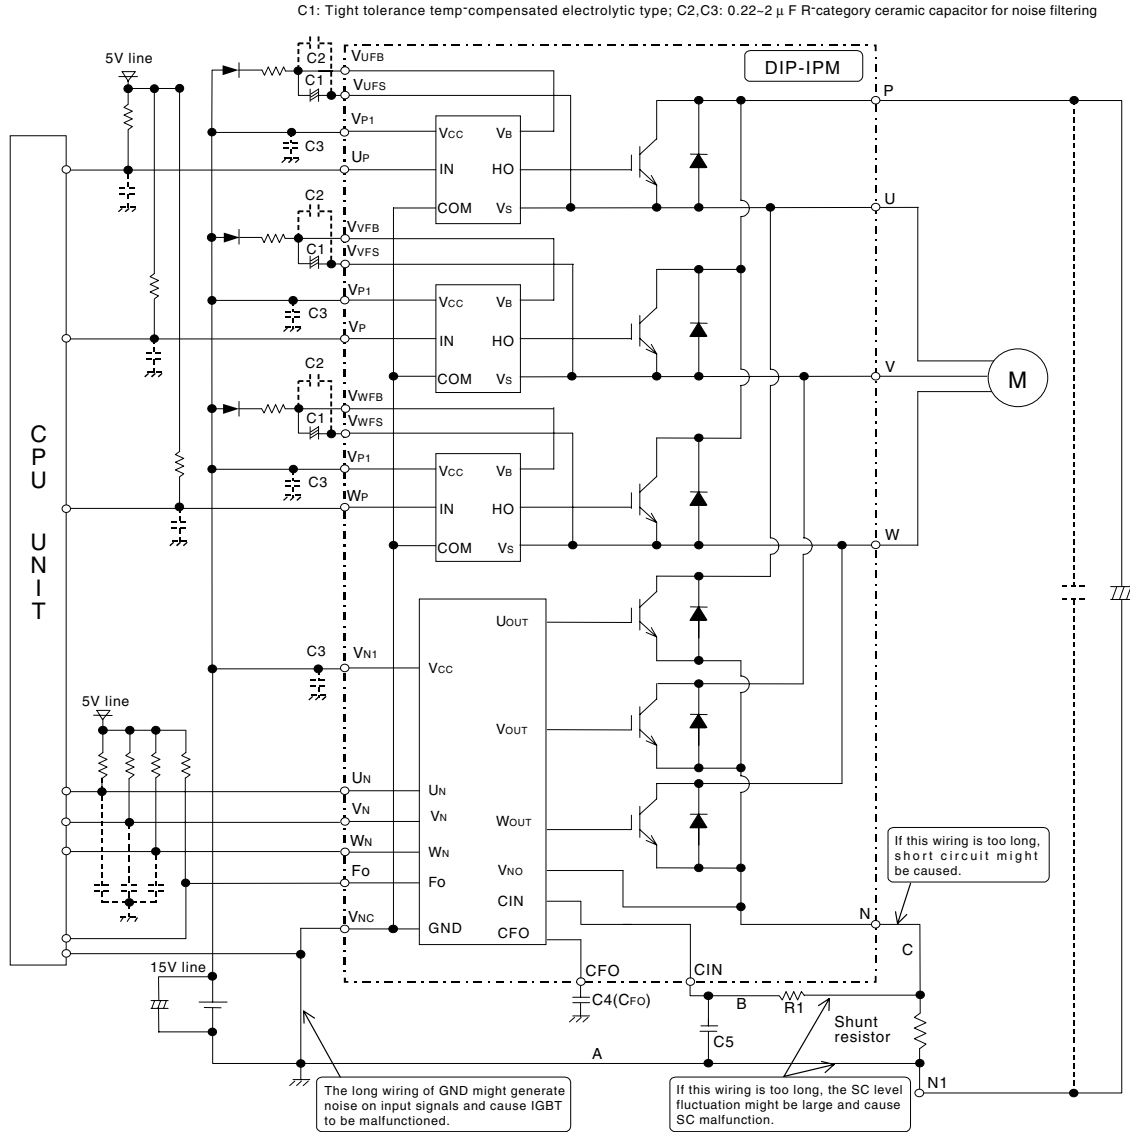 C1: Tight tolerance temp-compensated electrolytic type; C2,C3: 0.22~2 μ F R-category ceramic capacitor for noise filtering
5V line
C2
VUFB
DIP-IPM
C1
VUFS
P
VP1
VCC
VB
C3
UP
IN
HO
COM
VS
U
C2
VVFB
C1
VVFS
VP1
VCC
VB
C3
VP
IN
HO
COM
VS
V
M
C2
VWFB
C1
VWFS
VP1
VCC
VB
C3
WP
IN
HO
COM
VS
W
CPU UNIT
UOUT
C3
VN1
VCC
5V line
VOUT
UN
UN
VN
VN
WOUT
WN
WN
If this wiring is too long,
short circuit might
be caused.
Fo
Fo
VNO
CIN
VNC
GND
CFO
N
C
15V line
CFO
CIN
C4(CFO)
B
R1
C5
Shunt
resistor
A
N1
The long wiring of GND might generate
noise on input signals and cause IGBT
to be malfunctioned.
If this wiring is too long, the SC level
fluctuation might be large and cause
SC malfunction.